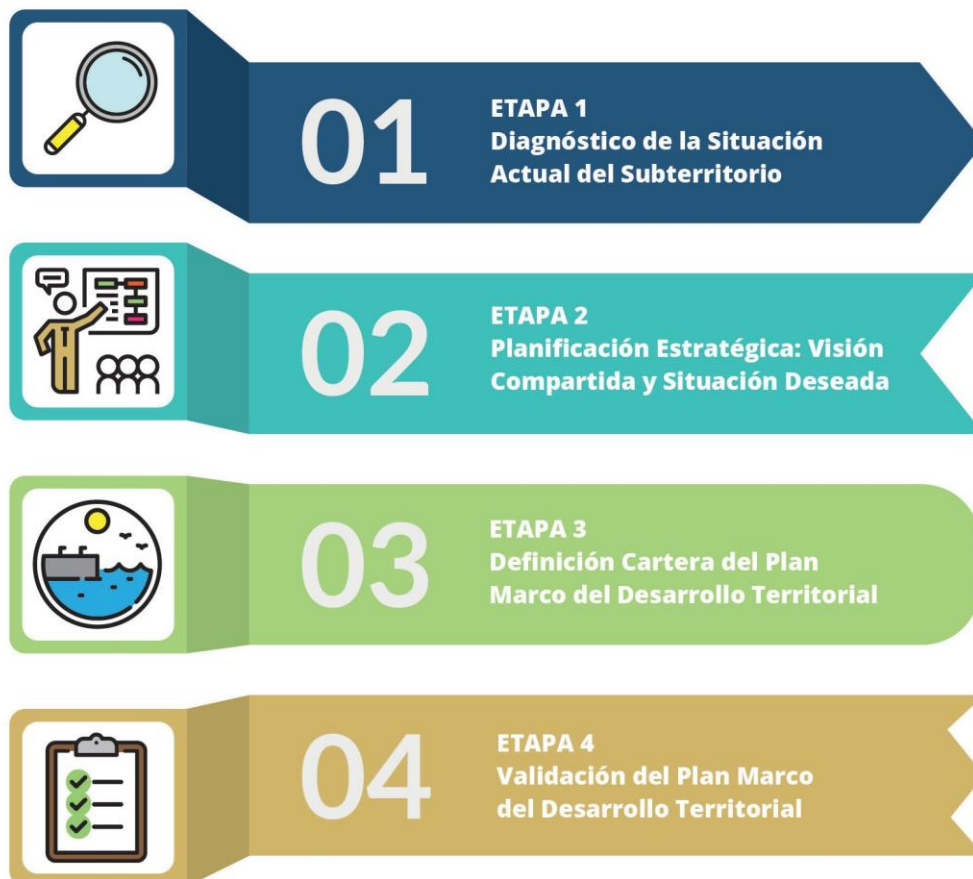 01
ETAPA 1
Diagnóstico de la Situación
Actual del Subterritorio
02
ETAPA 2
Planificación Estratégica: Visión
Compartida y Situación Deseada
03
ETAPA 3
Definición Cartera del Plan
Marco del Desarrollo Territorial
04
ETAPA 4
Validación del Plan Marco
del Desarrollo Territorial